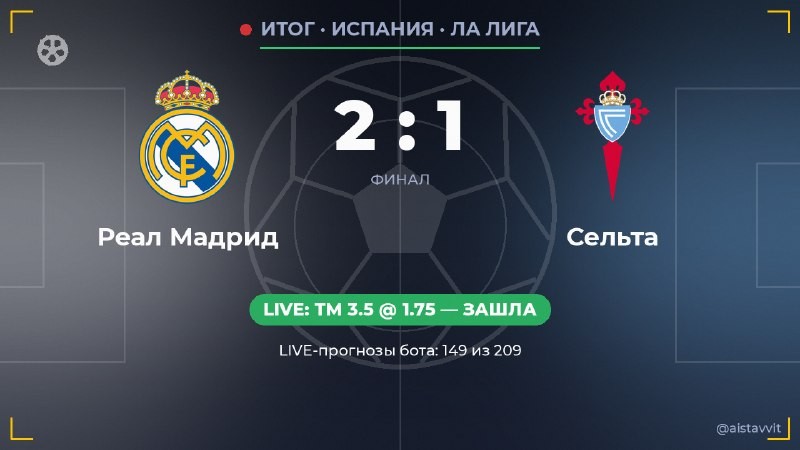 ИТОГ · ИСПАНИЯ · ЛА ЛИГА
2 : 1
ФИНАЛ
Реал Мадрид
Сельта
LIVE: ТМ 3.5 @ 1.75 — ЗАШЛА
LIVE-прогнозы бота: 149 из 209
@aistavvit